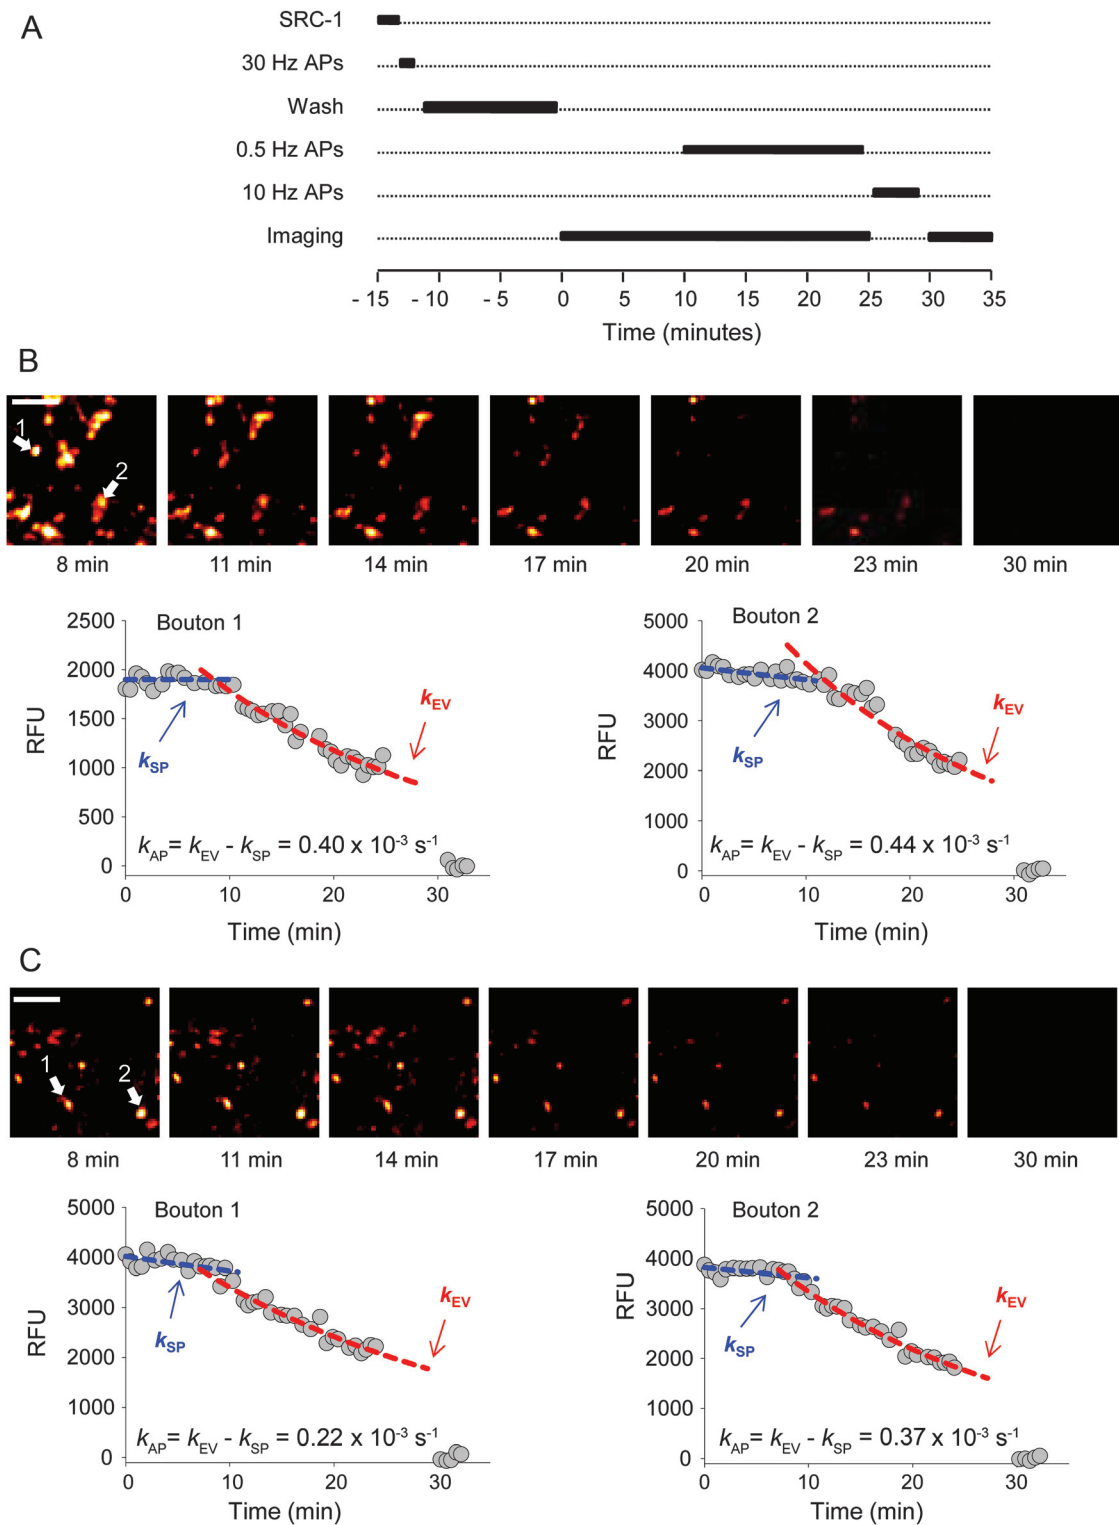 A
SRC-1
30 Hz APs
Wash
0.5 Hz APs
10 Hz APs
Imaging
- 15 - 10 - 5 0 5 10 15 20 25 30 35
Time (minutes)
B
1
2
8 min 11 min 14 min 17 min 20 min 23 min 30 min
Bouton 1
2500
2000
1500
1000
500
0
RFU
kSP
kEV
kAP= kEV - kSP = 0.40 x 10-3 s-1
0 10 20 30
Time (min)
Bouton 2
5000
4000
3000
2000
1000
0
RFU
kSP
kEV
kAP= kEV - kSP = 0.44 x 10-3 s-1
0 10 20 30
Time (min)
C
1
2
8 min 11 min 14 min 17 min 20 min 23 min 30 min
Bouton 1
5000
4000
3000
2000
1000
0
RFU
kSP
kEV
kAP= kEV - kSP = 0.22 x 10-3 s-1
0 10 20 30
Time (min)
Bouton 2
5000
4000
3000
2000
1000
0
RFU
kSP
kEV
kAP= kEV - kSP = 0.37 x 10-3 s-1
0 10 20 30
Time (min)